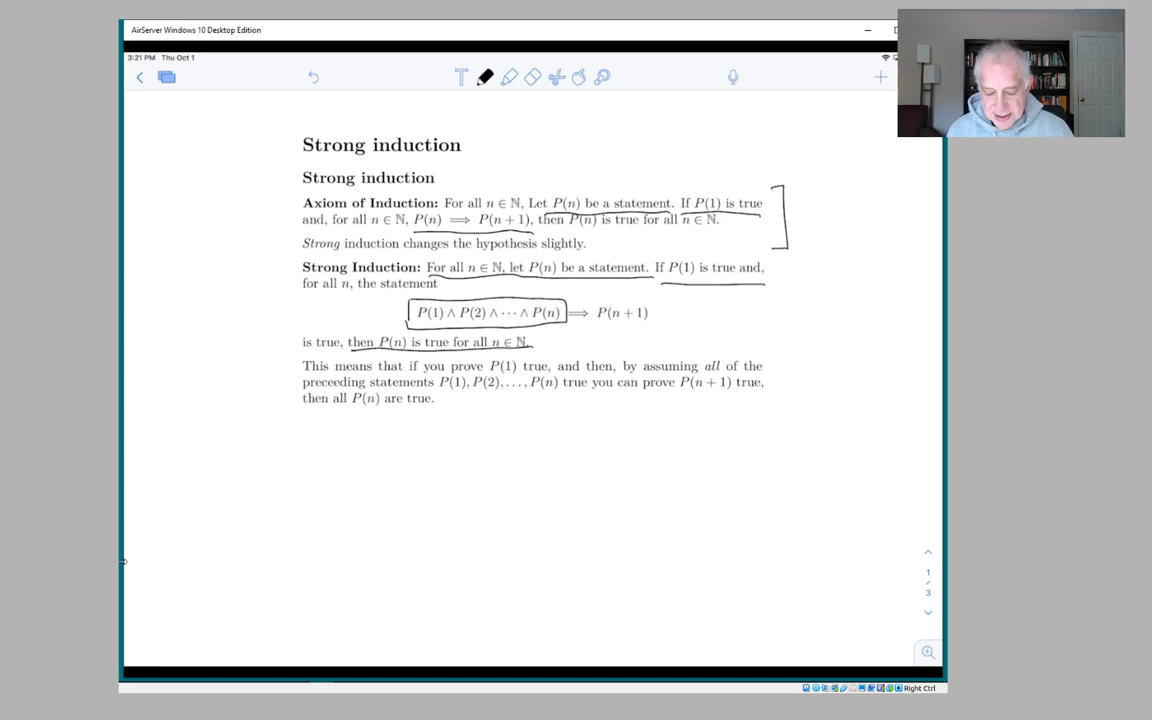 AirServer Windows 10 Desktop Edition
3:21 PM Thu Oct 1
Strong induction
Strong induction
Axiom of Induction: For all n ∈ ℕ, Let P(n) be a statement. If P(1) is true
and, for all n ∈ ℕ, P(n) ⟹ P(n + 1), then P(n) is true for all n ∈ ℕ.
Strong induction changes the hypothesis slightly.
Strong Induction: For all n ∈ ℕ, let P(n) be a statement. If P(1) is true and,
for all n, the statement
P(1) ∧ P(2) ∧ ⋯ ∧ P(n) ⟹ P(n + 1)
is true, then P(n) is true for all n ∈ ℕ.
This means that if you prove P(1) true, and then, by assuming all of the
preceeding statements P(1), P(2), . . . , P(n) true you can prove P(n + 1) true,
then all P(n) are true.
1
/
3
Right Ctrl